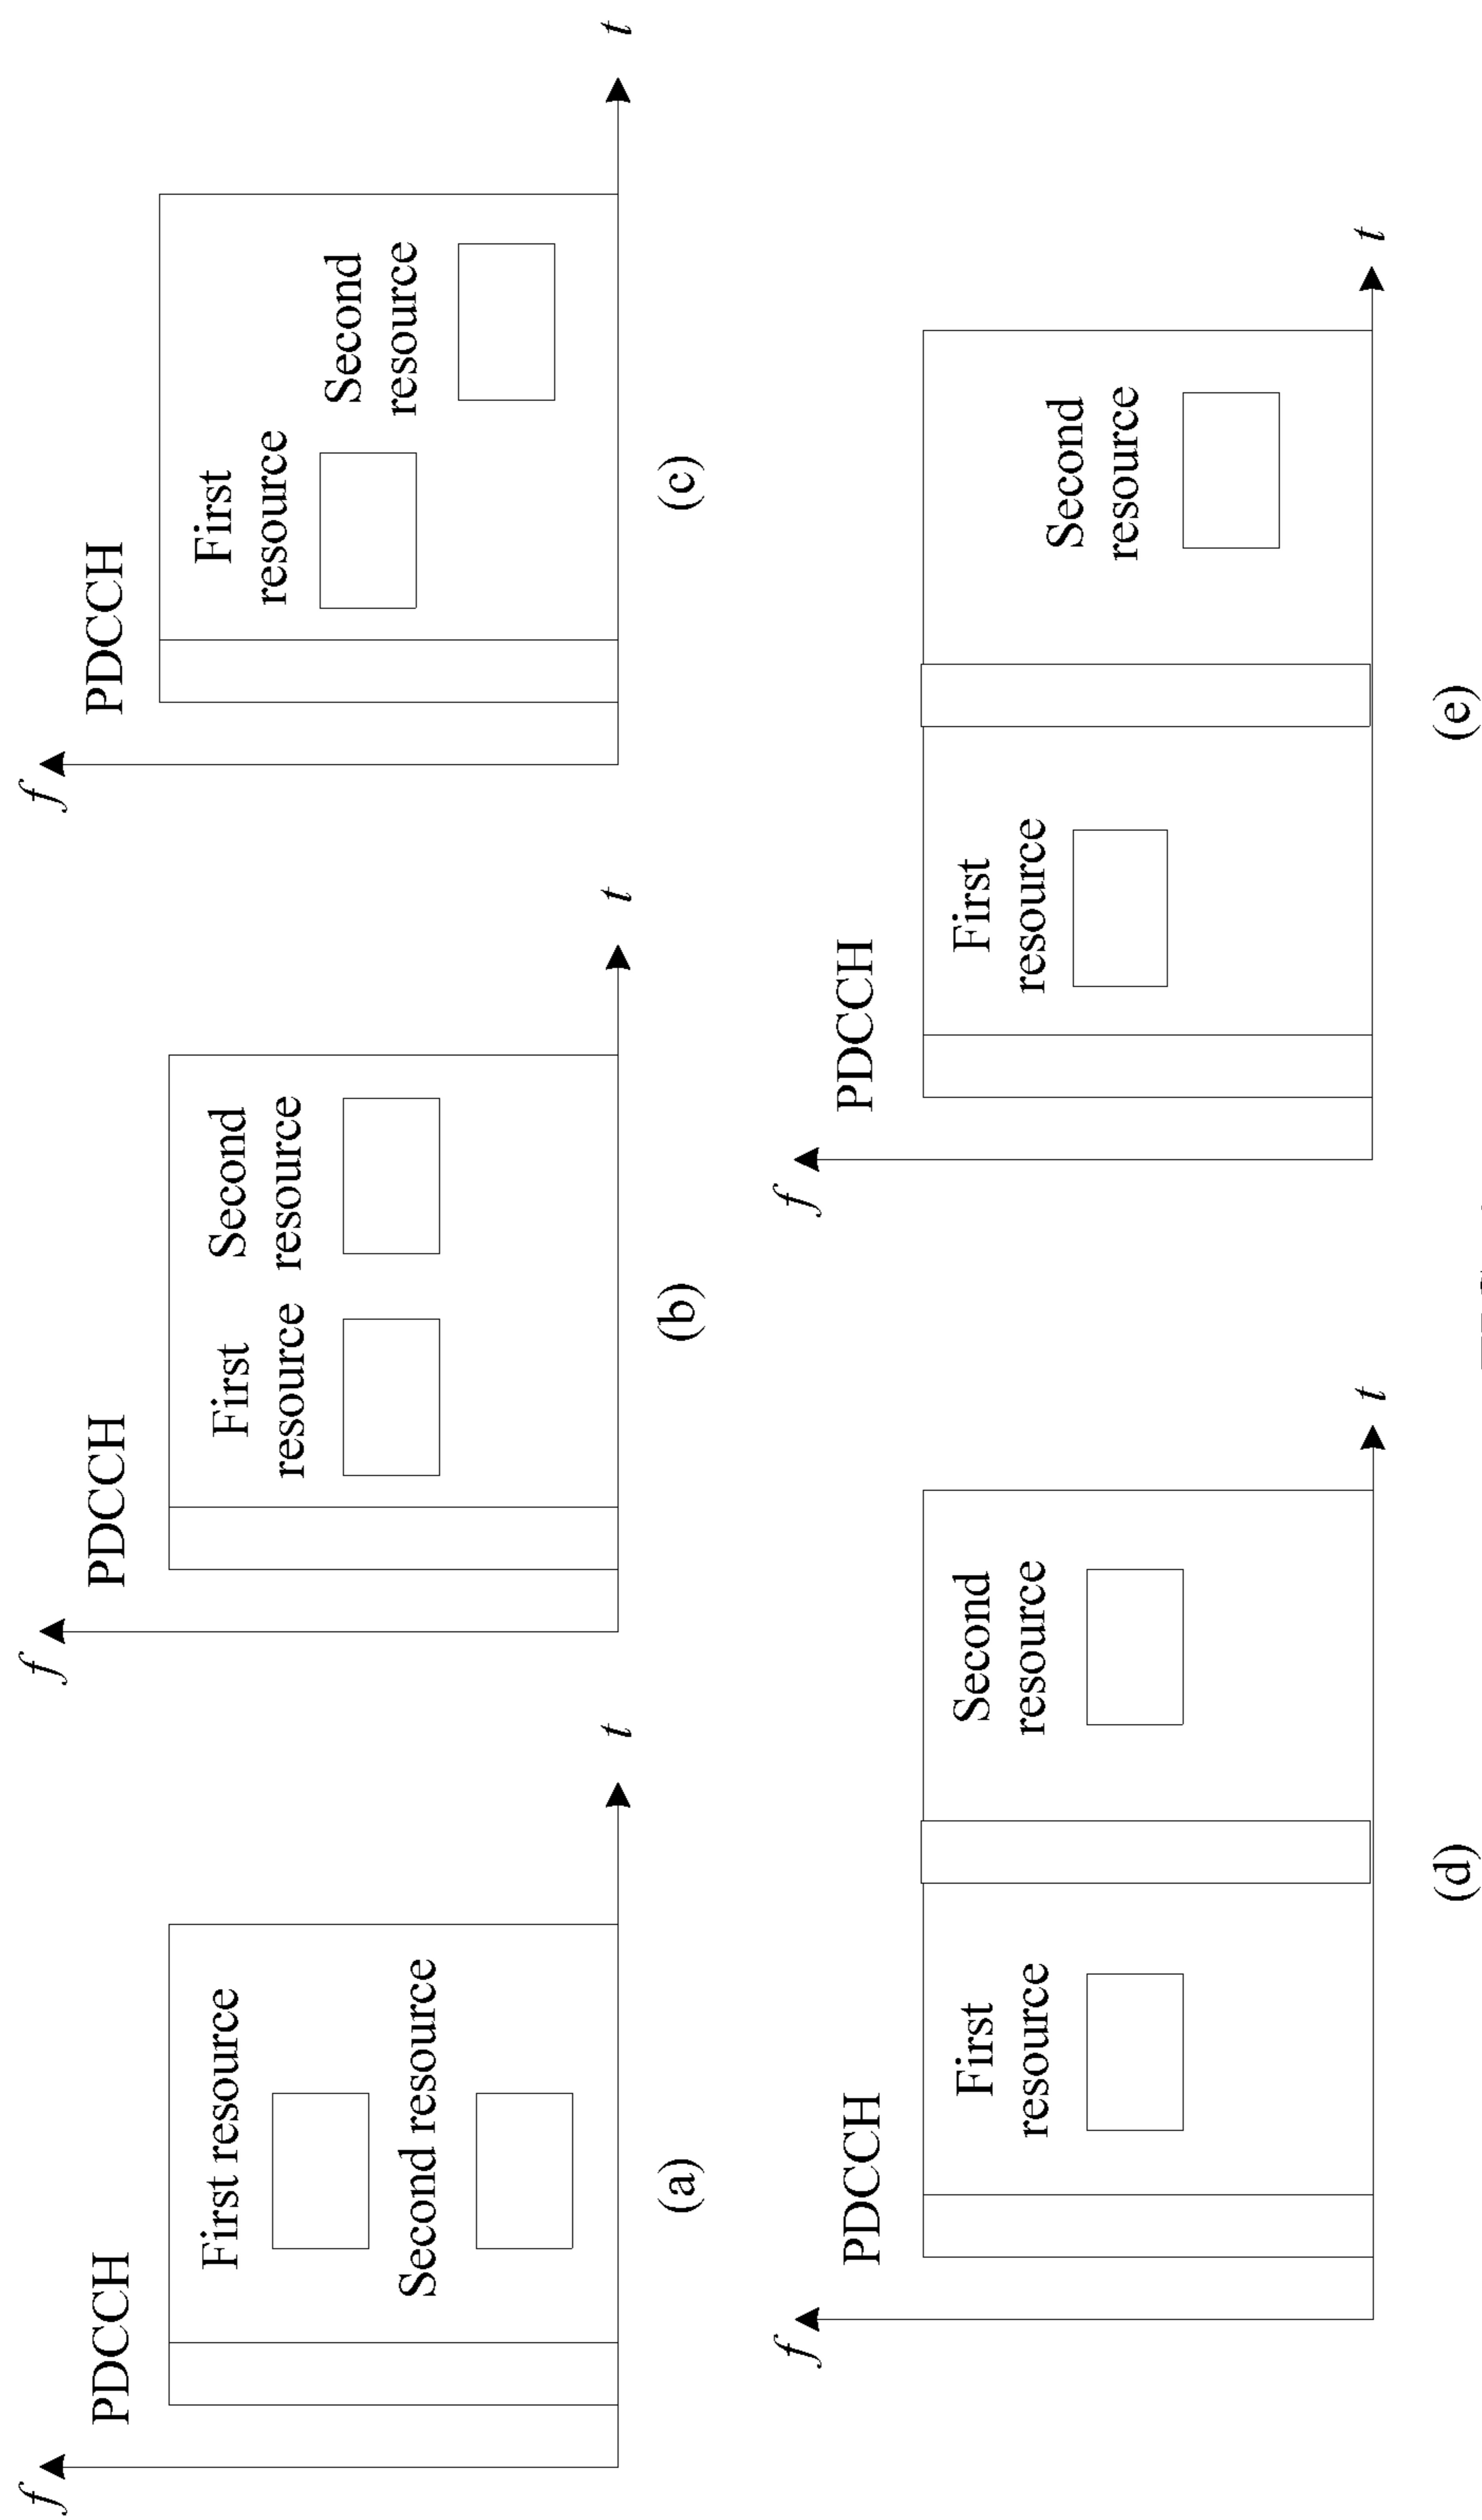 f
PDCCH
First resource
Second resource
t
(a)
f
PDCCH
First
resource
Second
resource
t
(b)
f
PDCCH
First
resource
Second
resource
t
(c)
f
PDCCH
First
resource
Second
resource
t
(d)
f
PDCCH
First
resource
Second
resource
t
(e)